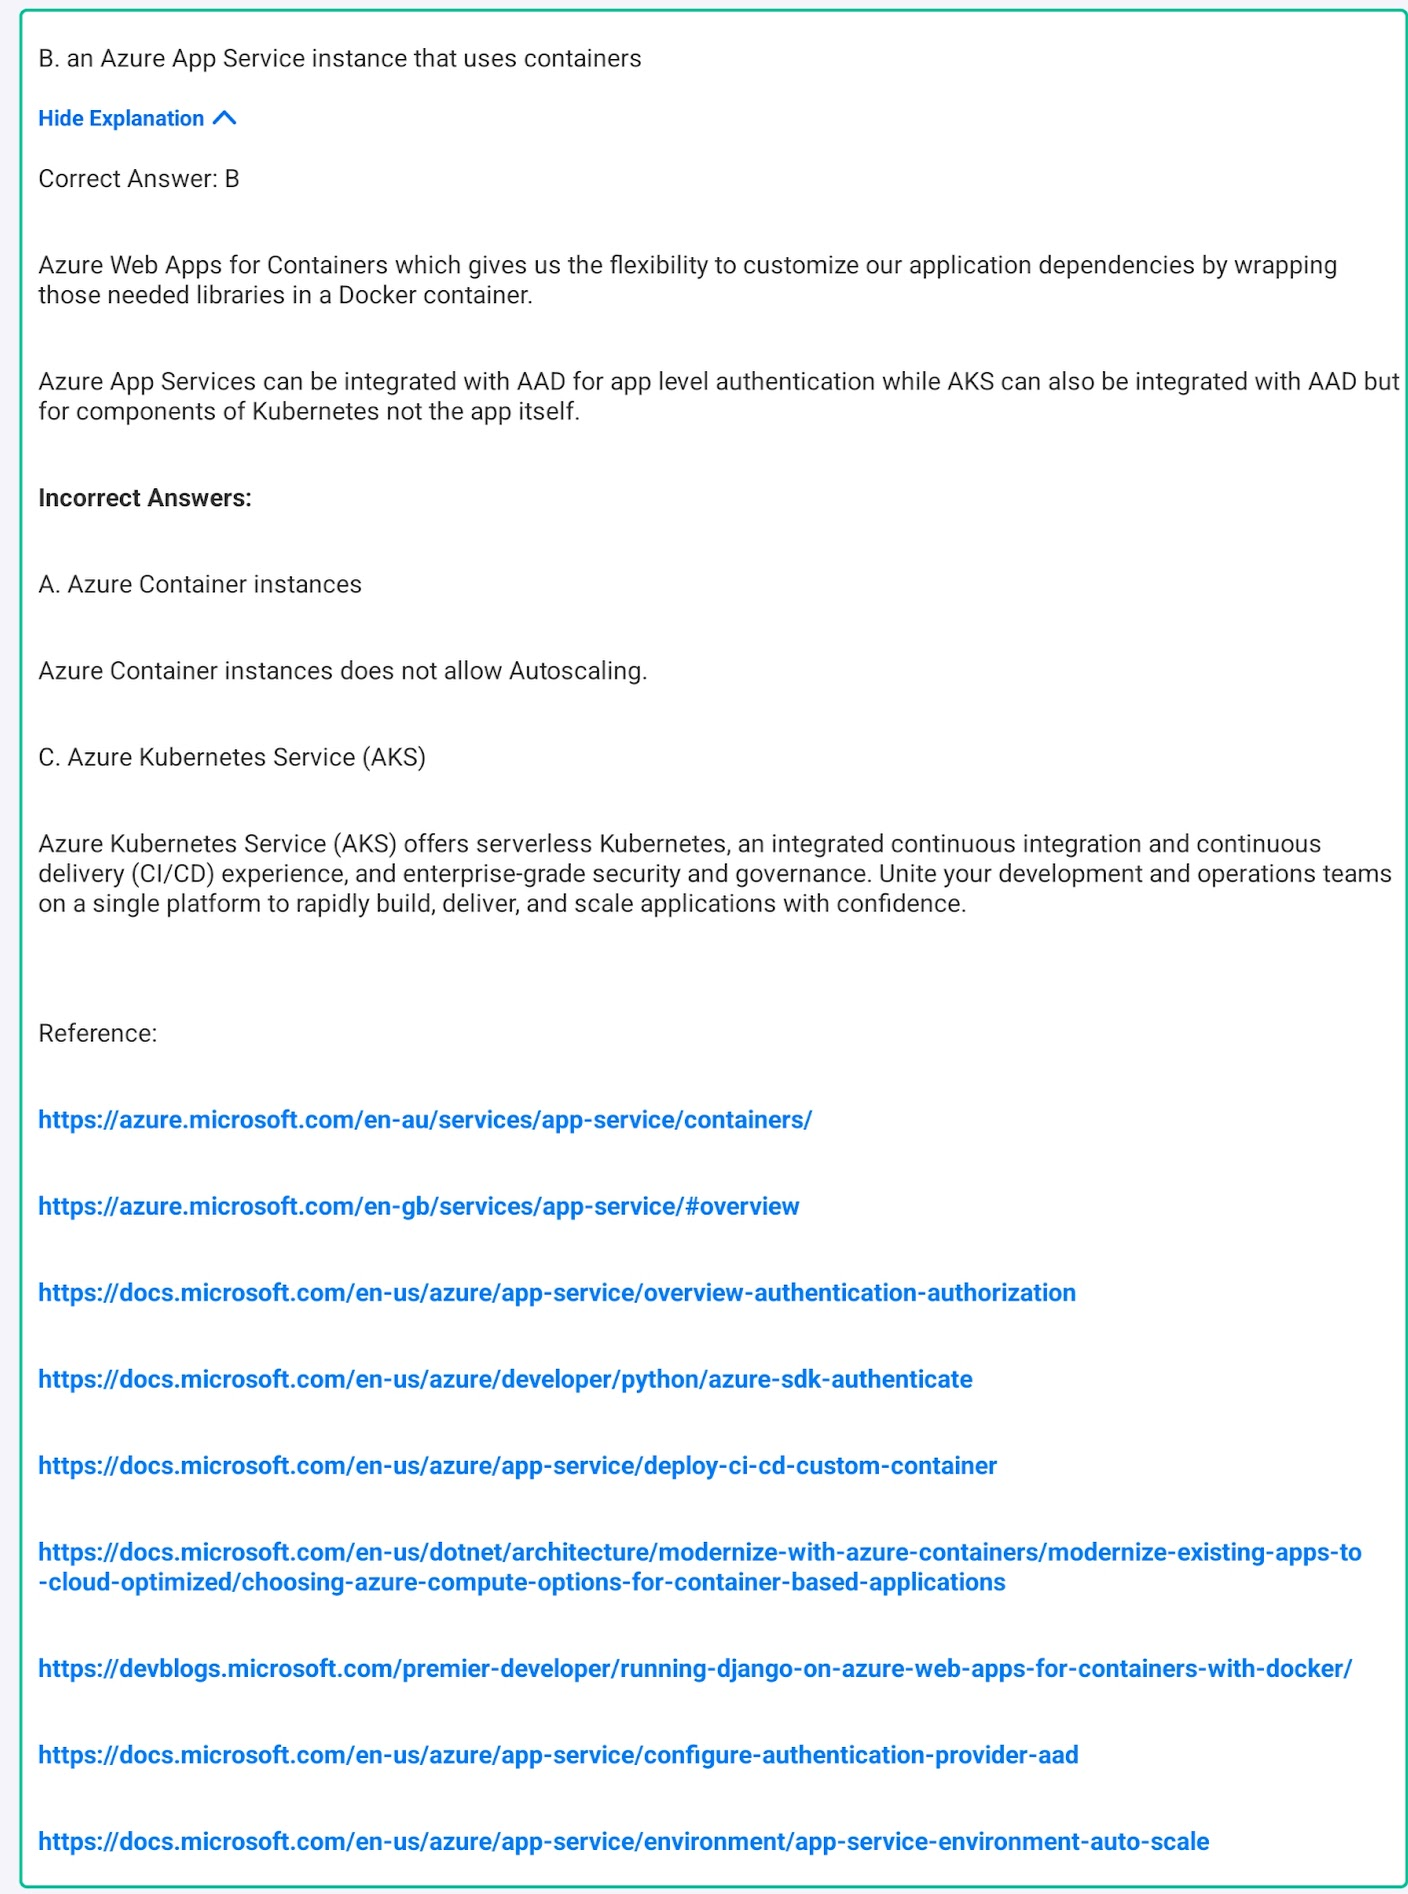 B. an Azure App Service instance that uses containers
Hide Explanation
Correct Answer: B
Azure Web Apps for Containers which gives us the flexibility to customize our application dependencies by wrapping
those needed libraries in a Docker container.
Azure App Services can be integrated with AAD for app level authentication while AKS can also be integrated with AAD but
for components of Kubernetes not the app itself.
Incorrect Answers:
A. Azure Container instances
Azure Container instances does not allow Autoscaling.
C. Azure Kubernetes Service (AKS)
Azure Kubernetes Service (AKS) offers serverless Kubernetes, an integrated continuous integration and continuous
delivery (CI/CD) experience, and enterprise-grade security and governance. Unite your development and operations teams
on a single platform to rapidly build, deliver, and scale applications with confidence.
Reference:
https://azure.microsoft.com/en-au/services/app-service/containers/
https://azure.microsoft.com/en-gb/services/app-service/#overview
https://docs.microsoft.com/en-us/azure/app-service/overview-authentication-authorization
https://docs.microsoft.com/en-us/azure/developer/python/azure-sdk-authenticate
https://docs.microsoft.com/en-us/azure/app-service/deploy-ci-cd-custom-container
https://docs.microsoft.com/en-us/dotnet/architecture/modernize-with-azure-containers/modernize-existing-apps-to
-cloud-optimized/choosing-azure-compute-options-for-container-based-applications
https://devblogs.microsoft.com/premier-developer/running-django-on-azure-web-apps-for-containers-with-docker/
https://docs.microsoft.com/en-us/azure/app-service/configure-authentication-provider-aad
https://docs.microsoft.com/en-us/azure/app-service/environment/app-service-environment-auto-scale